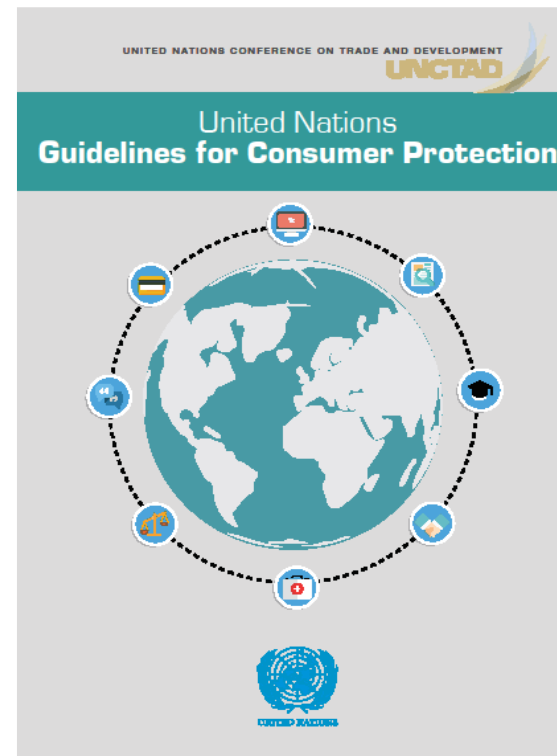 UNITED NATIONS CONFERENCE ON TRADE AND DEVELOPMENT
UNCTAD
United Nations
Guidelines for Consumer Protection
UNITED NATIONS